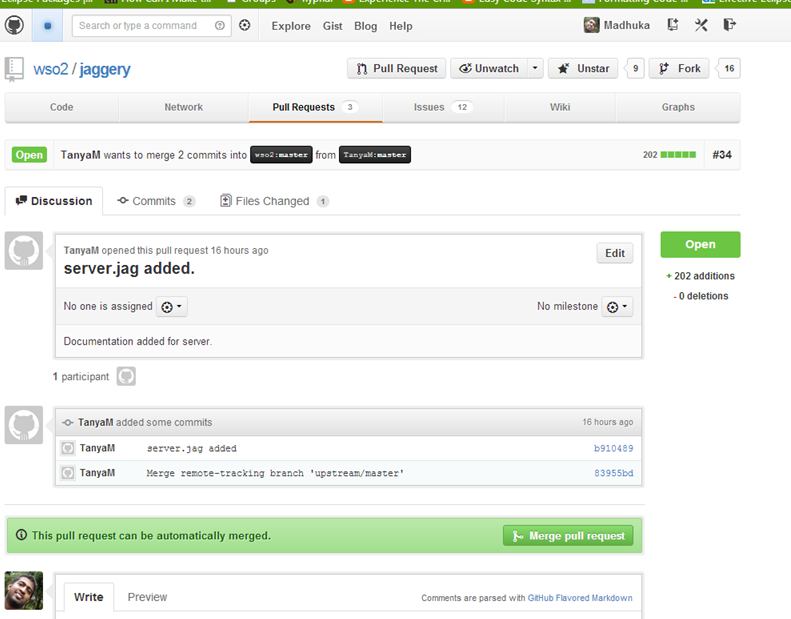 Search or type a command
Explore Gist Blog Help
Madhuka
wso2 / jaggery
Pull Request Unwatch Unstar 9 Fork 16
Code Network Pull Requests 3 Issues 12 Wiki Graphs
Open TanyaM wants to merge 2 commits into wso2:master from TanyaM:master 202 #34
Discussion Commits 2 Files Changed 1
TanyaM opened this pull request 16 hours ago
server.jag added.
Edit
Open
+ 202 additions
- 0 deletions
No one is assigned No milestone
Documentation added for server.
1 participant
TanyaM added some commits 16 hours ago
TanyaM server.jag added b910489
TanyaM Merge remote-tracking branch 'upstream/master' 83955bd
This pull request can be automatically merged. Merge pull request
Write Preview Comments are parsed with GitHub Flavored Markdown